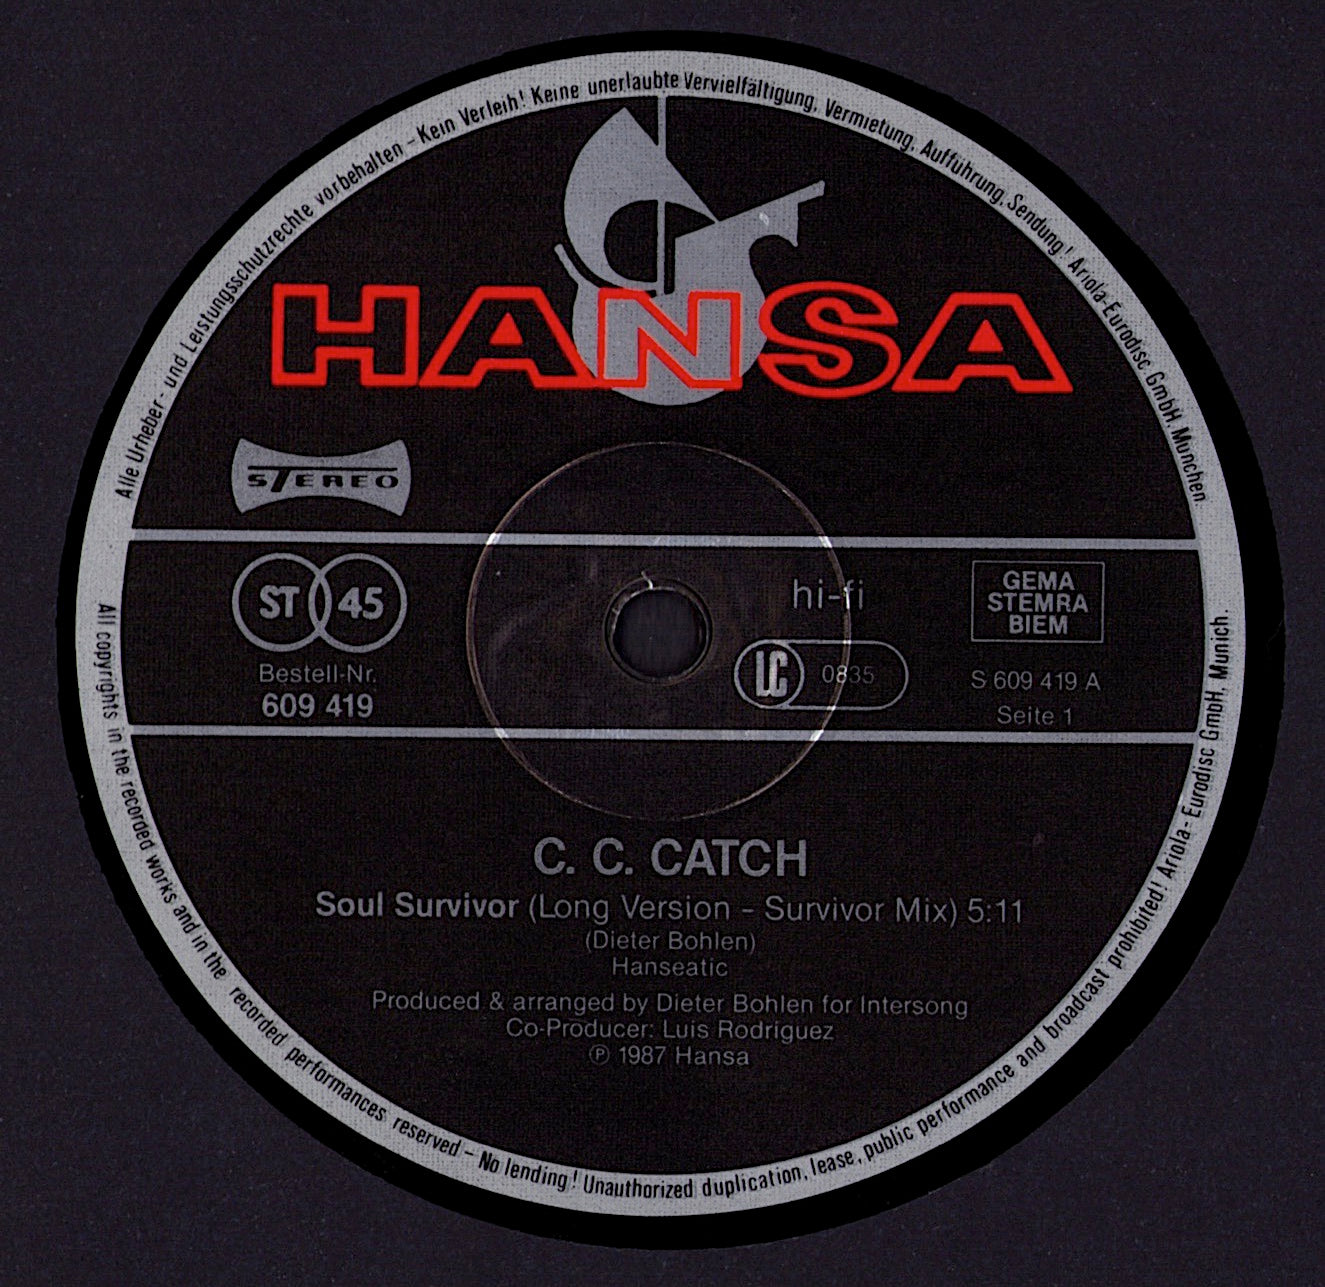 Alle Urheber- und Leistungsschutzrechte vorbehalten – Kein Verleih! Keine unerlaubte Vervielfältigung, Vermietung, Aufführung, Sendung! Ariola-Eurodisc GmbH. München
HANSA
STEREO
ST 45
Bestell-Nr.
609 419
hi-fi
LC 0835
GEMA
STEMRA
BIEM
S 609 419 A
Seite 1
C. C. CATCH
Soul Survivor (Long Version – Survivor Mix) 5:11
(Dieter Bohlen)
Hanseatic
Produced & arranged by Dieter Bohlen for Intersong
Co-Producer: Luis Rodriguez
℗ 1987 Hansa
All copyrights in the recorded works and in the recorded performances reserved – No lending! Unauthorized duplication, lease, public performance and broadcast prohibited! Ariola-Eurodisc GmbH, Munich.